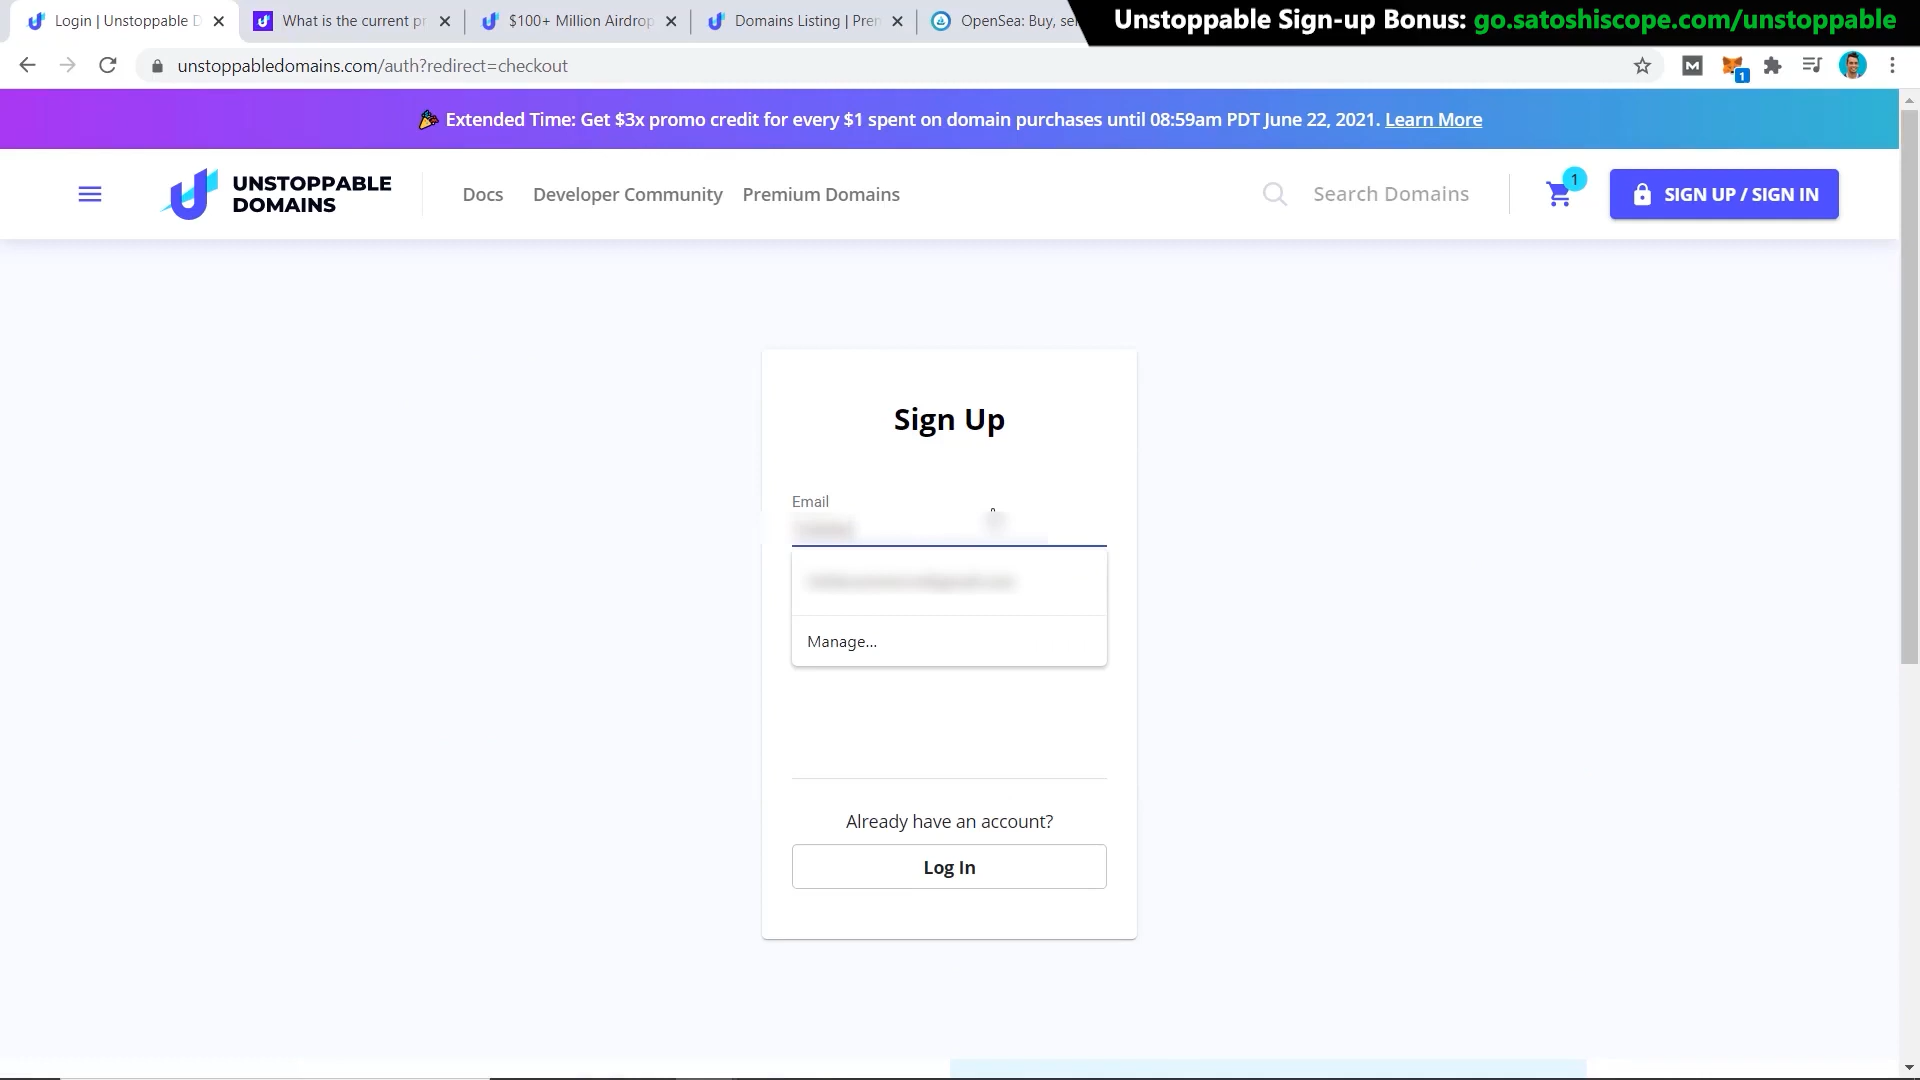 Login | Unstoppable D
What is the current pr
$100+ Million Airdrop
Domains Listing | Pren
OpenSea: Buy, sel
Unstoppable Sign-up Bonus: go.satoshiscope.com/unstoppable
unstoppabledomains.com/auth?redirect=checkout
1
Extended Time: Get $3x promo credit for every $1 spent on domain purchases until 08:59am PDT June 22, 2021. Learn More
UNSTOPPABLE
DOMAINS
Docs
Developer Community
Premium Domains
Search Domains
1
SIGN UP / SIGN IN
Sign Up
Email
Manage...
Already have an account?
Log In